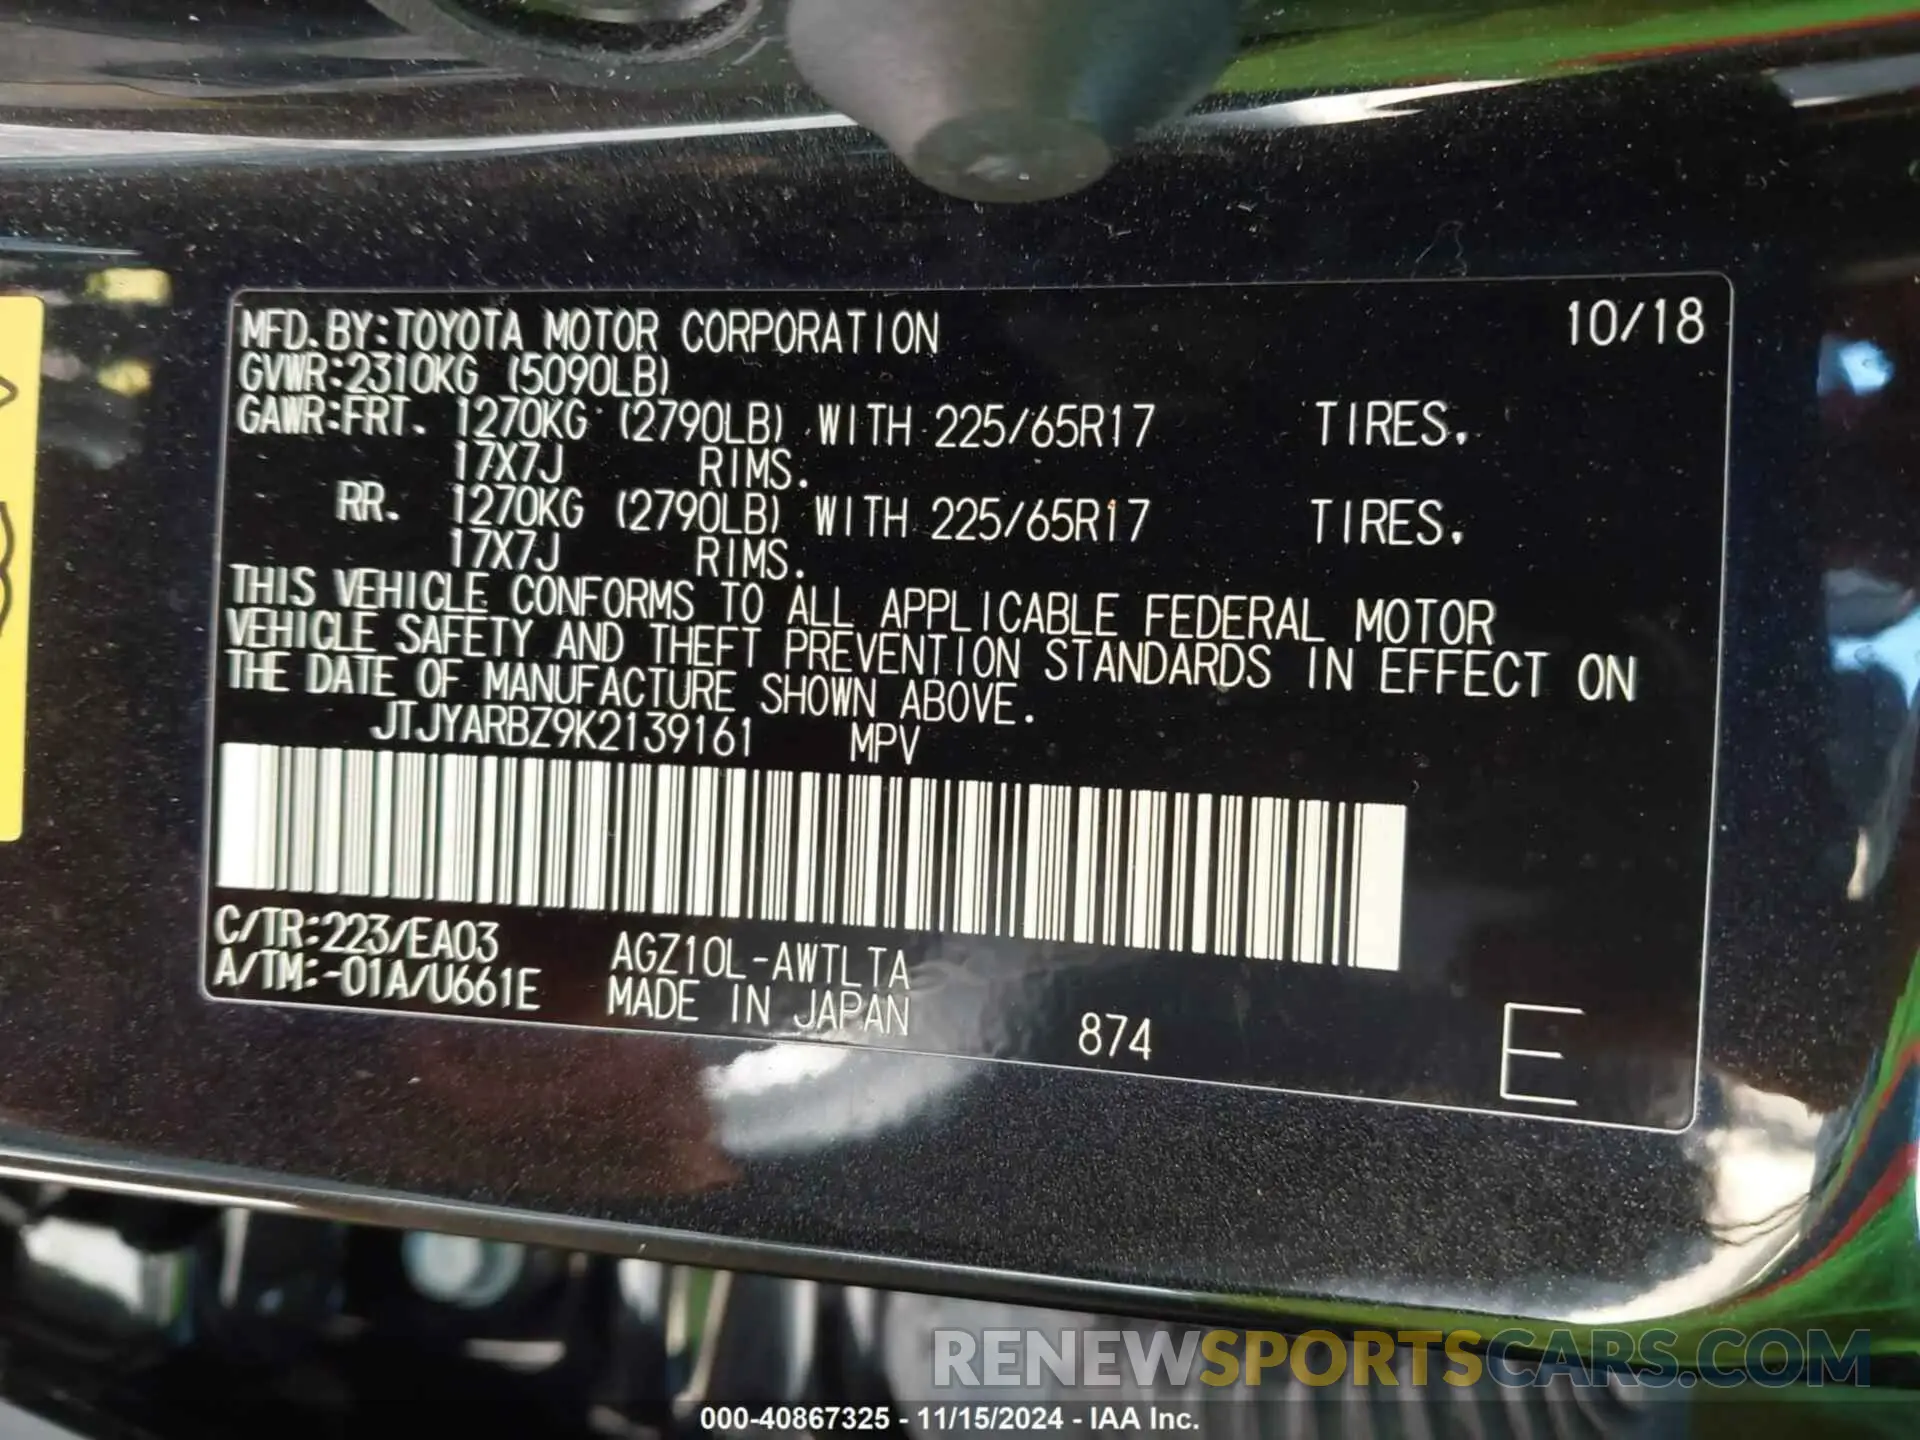 MFD. BY:TOYOTA MOTOR CORPORATION 10/18
GVWR:2310KG (5090LB)
GAWR:FRT. 1270KG (2790LB) WITH 225/65R17 TIRES,
17X7J RIMS.
RR. 1270KG (2790LB) WITH 225/65R17 TIRES,
17X7J RIMS.
THIS VEHICLE CONFORMS TO ALL APPLICABLE FEDERAL MOTOR
VEHICLE SAFETY AND THEFT PREVENTION STANDARDS IN EFFECT ON
THE DATE OF MANUFACTURE SHOWN ABOVE.
JTJYARBZ9K2139161 MPV
C/TR:223/EA03 AGZ10L-AWTLTA
A/TM:-01A/U661E MADE IN JAPAN 874 E
RENEWSPORTSCARS.COM
000-40867325 - 11/15/2024 - IAA Inc.